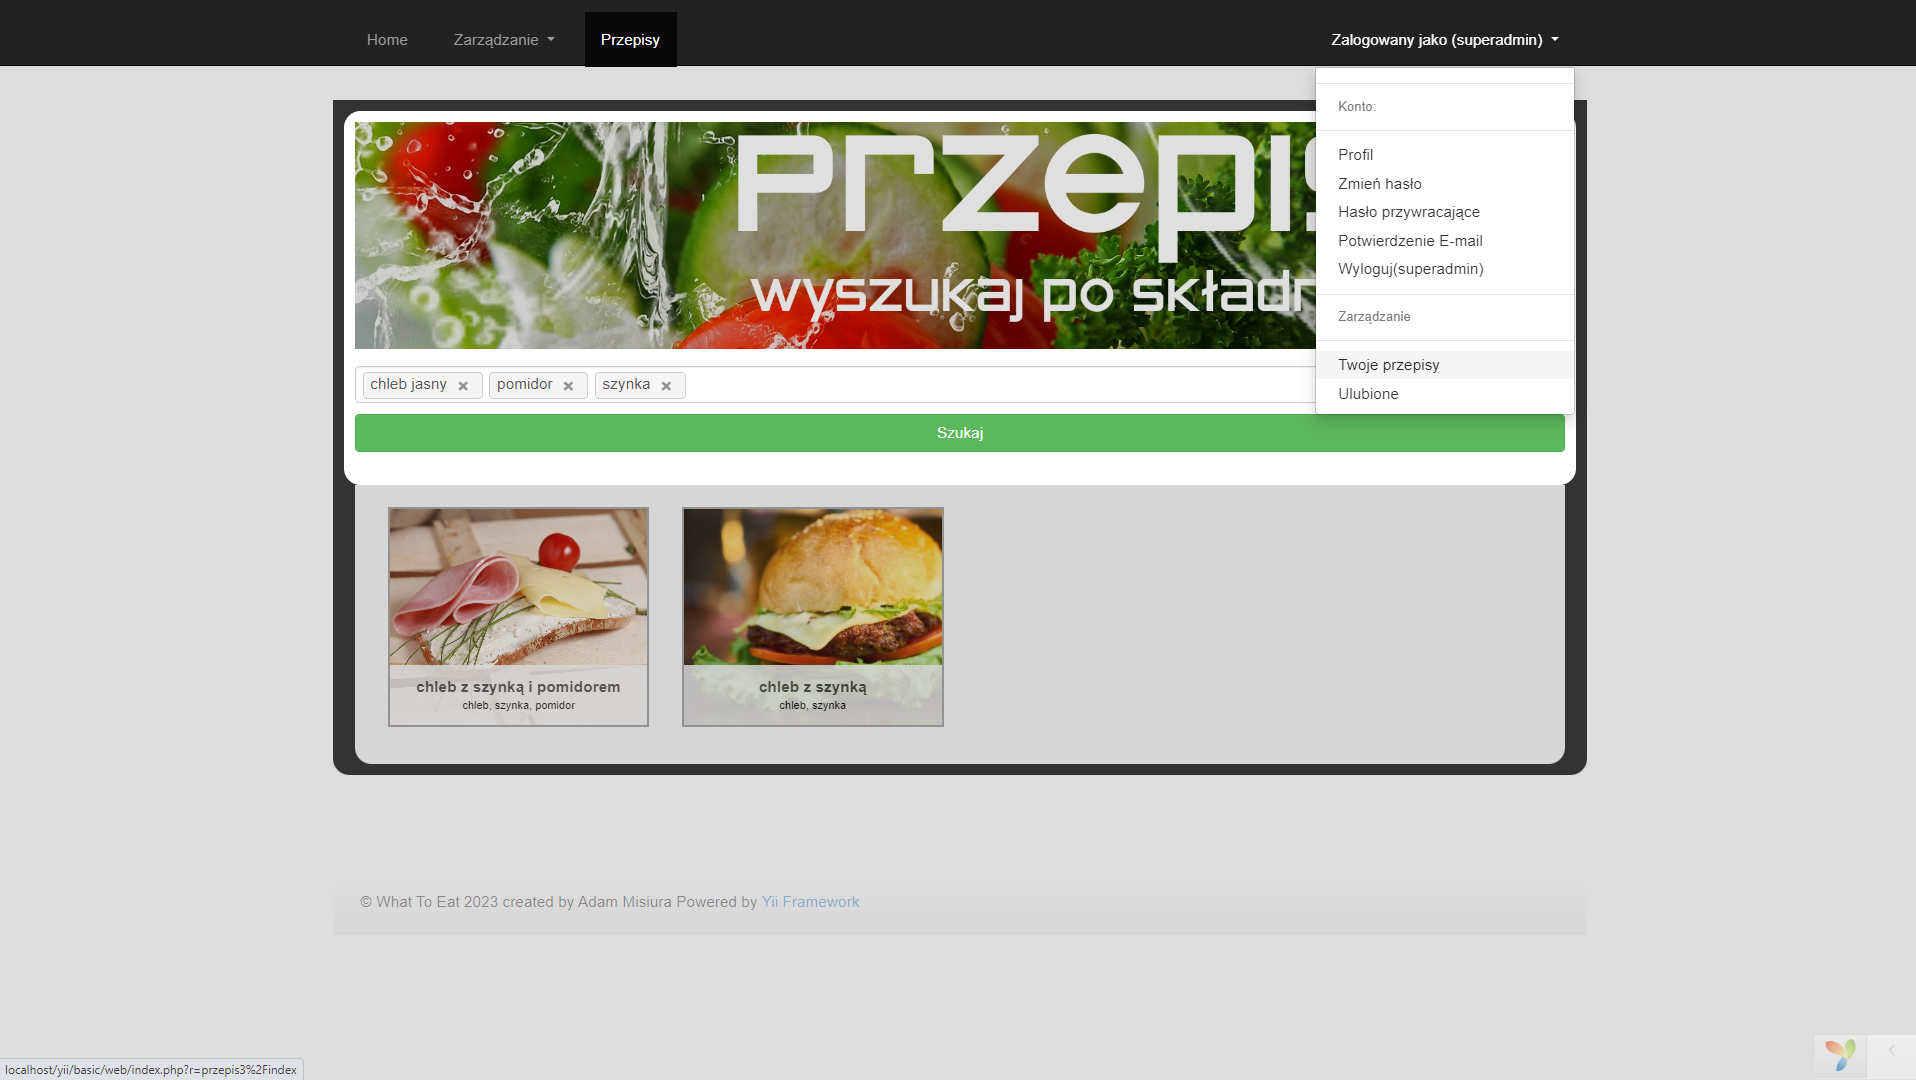 Home
Zarządzanie
Przepisy
Zalogowany jako (superadmin)
Konto:
Profil
Zmień hasło
Hasło przywracające
Potwierdzenie E-mail
Wyloguj(superadmin)
Zarządzanie
Twoje przepisy
Ulubione
Przepis
wyszukaj po składn
chleb jasny ×
pomidor ×
szynka ×
Szukaj
chleb z szynką i pomidorem
chleb, szynka, pomidor
chleb z szynką
chleb, szynka
© What To Eat 2023 created by Adam Misiura Powered by Yii Framework
localhost/yii/basic/web/index.php?r=przepis3%2Findex